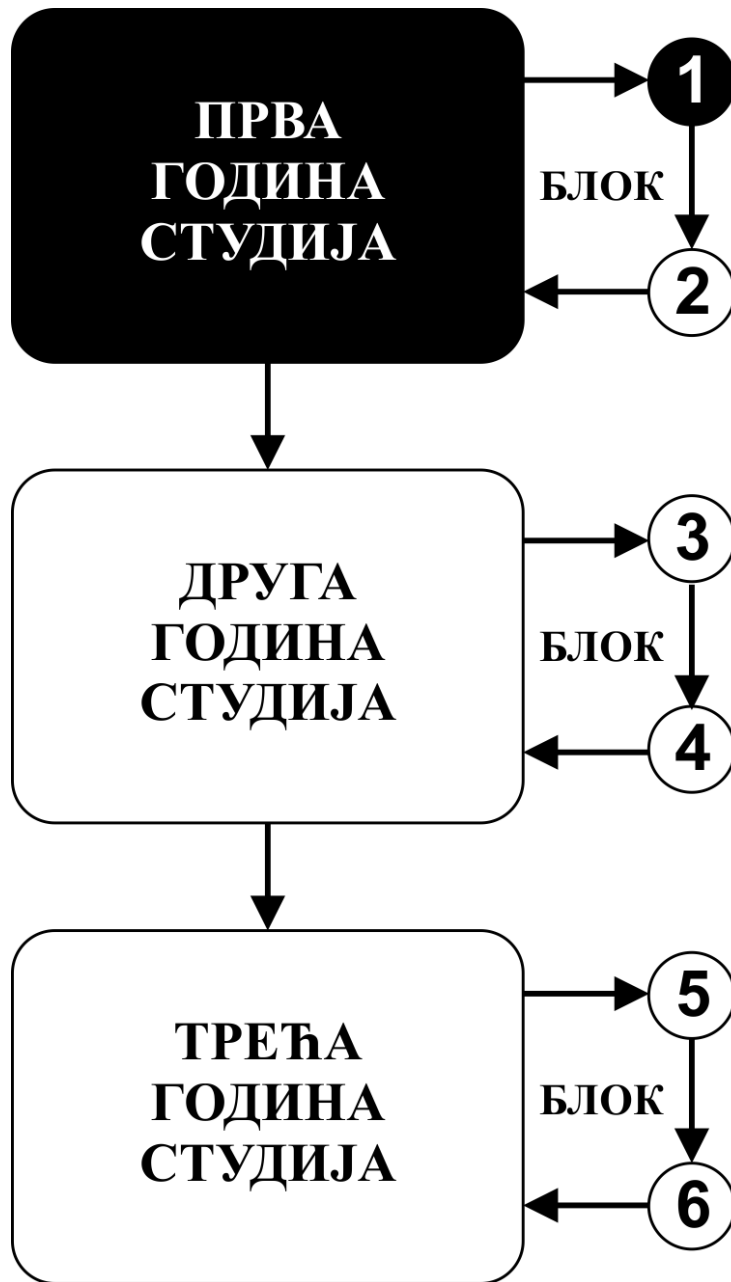 ПРВА
ГОДИНА
СТУДИЈА
1
БЛОК
2
ДРУГА
ГОДИНА
СТУДИЈА
3
БЛОК
4
ТРЕЋА
ГОДИНА
СТУДИЈА
5
БЛОК
6